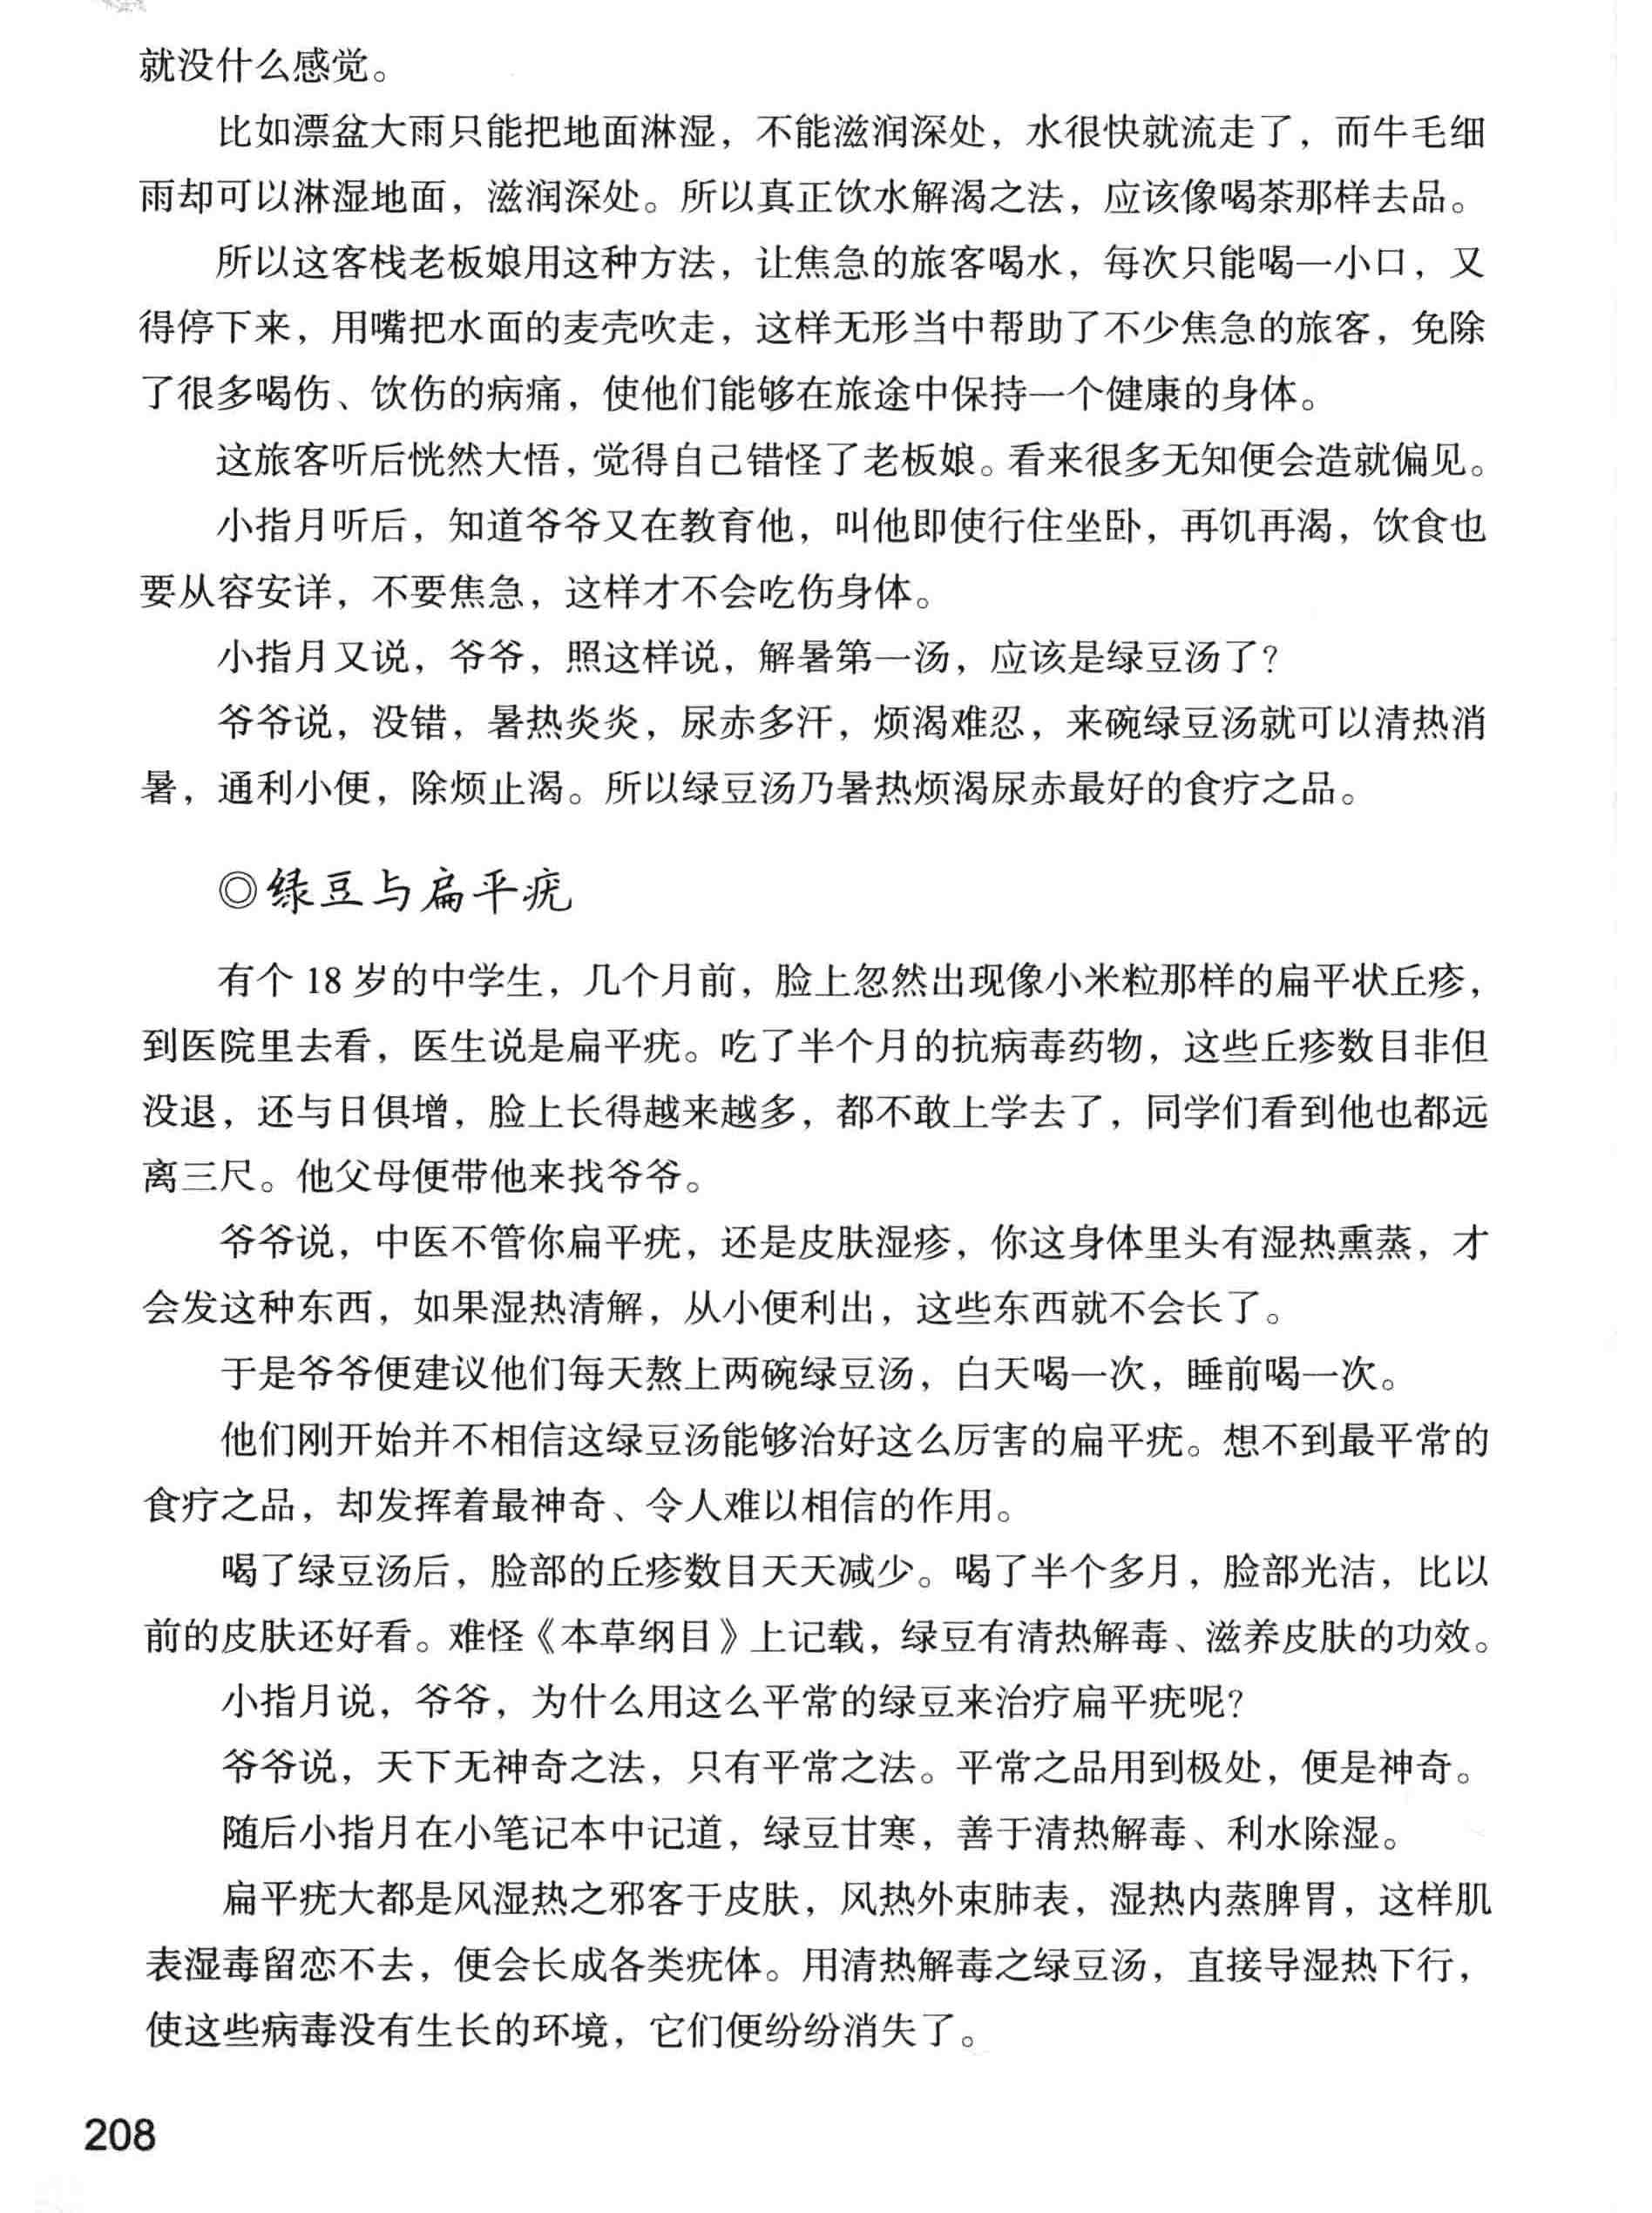 就没什么感觉。
比如漂盆大雨只能把地面淋湿，不能滋润深处，水很快就流走了，而牛毛细
雨却可以淋湿地面，滋润深处。所以真正饮水解渴之法，应该像喝茶那样去品。
所以这客栈老板娘用这种方法，让焦急的旅客喝水，每次只能喝一小口，又
得停下来，用嘴把水面的麦壳吹走，这样无形当中帮助了不少焦急的旅客，免除
了很多喝伤、饮伤的病痛，使他们能够在旅途中保持一个健康的身体。
这旅客听后恍然大悟，觉得自己错怪了老板娘。看来很多无知便会造就偏见。
小指月听后，知道爷爷又在教育他，叫他即使行住坐卧，再饥再渴，饮食也
要从容安详，不要焦急，这样才不会吃伤身体。
小指月又说，爷爷，照这样说，解暑第一汤，应该是绿豆汤了？
爷爷说，没错，暑热炎炎，尿赤多汗，烦渴难忍，来碗绿豆汤就可以清热消
暑，通利小便，除烦止渴。所以绿豆汤乃暑热烦渴尿赤最好的食疗之品。
◎绿豆与扁平疣
有个 18 岁的中学生，几个月前，脸上忽然出现像小米粒那样的扁平状丘疹，
到医院里去看，医生说是扁平疣。吃了半个月的抗病毒药物，这些丘疹数目非但
没退，还与日俱增，脸上长得越来越多，都不敢上学去了，同学们看到他也都远
离三尺。他父母便带他来找爷爷。
爷爷说，中医不管你扁平疣，还是皮肤湿疹，你这身体里头有湿热熏蒸，才
会发这种东西，如果湿热清解，从小便利出，这些东西就不会长了。
于是爷爷便建议他们每天熬上两碗绿豆汤，白天喝一次，睡前喝一次。
他们刚开始并不相信这绿豆汤能够治好这么厉害的扁平疣。想不到最平常的
食疗之品，却发挥着最神奇、令人难以相信的作用。
喝了绿豆汤后，脸部的丘疹数目天天减少。喝了半个多月，脸部光洁，比以
前的皮肤还好看。难怪《本草纲目》上记载，绿豆有清热解毒、滋养皮肤的功效。
小指月说，爷爷，为什么用这么平常的绿豆来治疗扁平疣呢？
爷爷说，天下无神奇之法，只有平常之法。平常之品用到极处，便是神奇。
随后小指月在小笔记本中记道，绿豆甘寒，善于清热解毒、利水除湿。
扁平疣大都是风湿热之邪客于皮肤，风热外束肺表，湿热内蒸脾胃，这样肌
表湿毒留恋不去，便会长成各类疣体。用清热解毒之绿豆汤，直接导湿热下行，
使这些病毒没有生长的环境，它们便纷纷消失了。
208